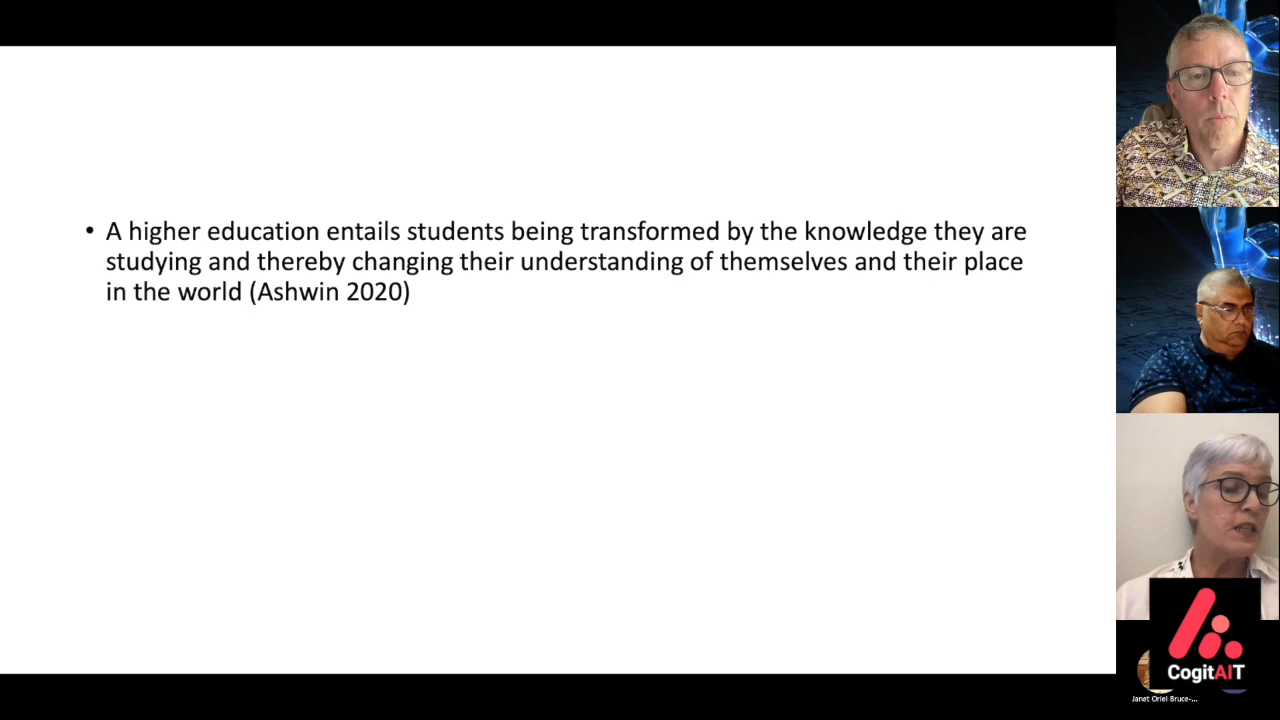 • A higher education entails students being transformed by the knowledge they are
studying and thereby changing their understanding of themselves and their place
in the world (Ashwin 2020)
CogitAIT
Janet Oriel Bruce-...